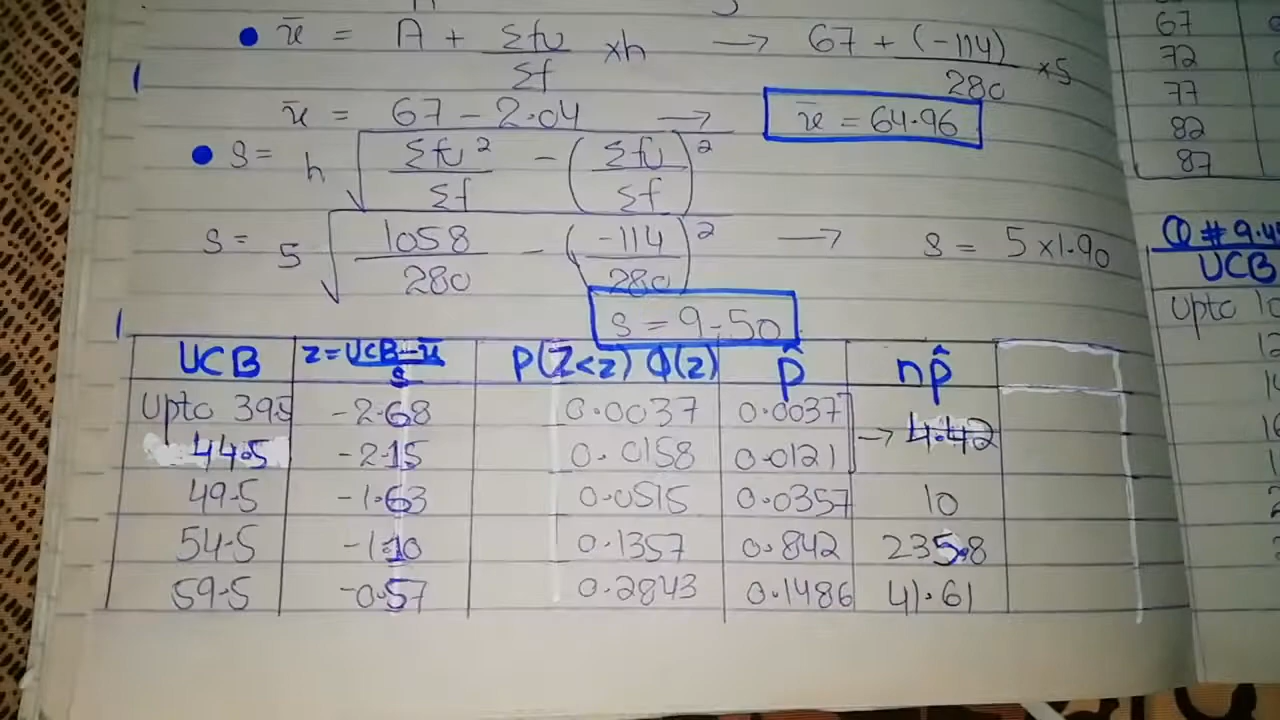 • x̄ = A + Σfu/Σf ×h → 67 + (-114)/280 ×5
x̄ = 67 - 2.04 → x̄ = 64.96
• S = h √(Σfu²/Σf - (Σfu/Σf)²)
S = 5 √(1058/280 - (-114/280)²) → S = 5 × 1.90
S = 9.50
UCB z = UCB-x̄/S P(Z<z) Φ(z) p̂ np̂
Upto 39.5 -2.68 0.0037 0.0037
44.5 -2.15 0.0158 0.0121 → 4.42
49.5 -1.63 0.0515 0.0357 10
54.5 -1.10 0.1357 0.842 235.8
59.5 -0.57 0.2843 0.1486 41.61
67
72
77
82
87
UCB
Upto